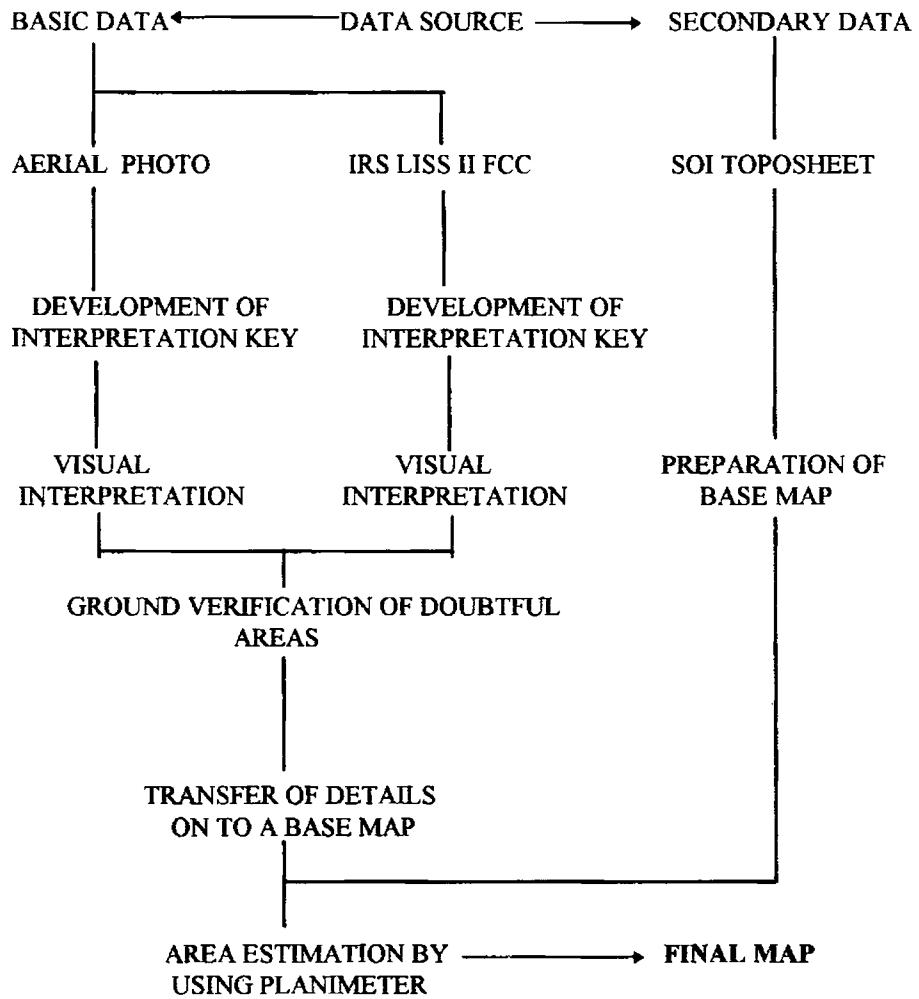 BASIC DATA DATA SOURCE SECONDARY DATA
AERIAL PHOTO IRS LISS II FCC SOI TOPOSHEET
DEVELOPMENT OF DEVELOPMENT OF
INTERPRETATION KEY INTERPRETATION KEY
VISUAL VISUAL PREPARATION OF
INTERPRETATION INTERPRETATION BASE MAP
GROUND VERIFICATION OF DOUBTFUL
AREAS
TRANSFER OF DETAILS
ON TO A BASE MAP
AREA ESTIMATION BY FINAL MAP
USING PLANIMETER